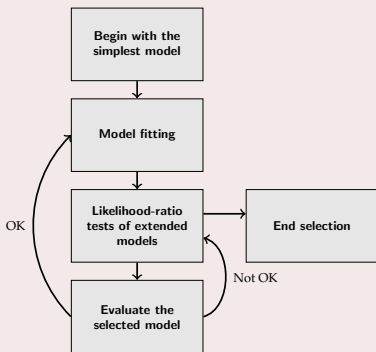 Begin with the
simplest model
Model fitting
OK
Likelihood-ratio
tests of extended
models
End selection
Not OK
Evaluate the
selected model